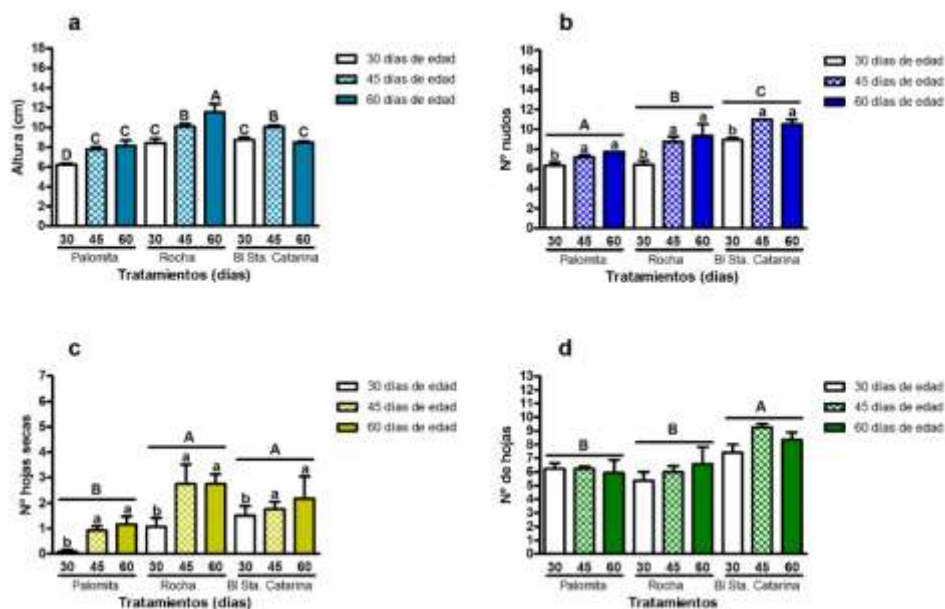 a
18
16
14
12
10
8
6
4
2
0
Altura (cm)
D C C C B A C B C
30 días de edad
45 días de edad
60 días de edad
30 45 60 30 45 60 30 45 60
Palomita Rocha Bl Sta. Catarina
Tratamientos (días)
b
18
16
14
12
10
8
6
4
2
0
Nº nudos
A B C
b a a b a a b a a
30 días de edad
45 días de edad
60 días de edad
30 45 60 30 45 60 30 45 60
Palomita Rocha Bl Sta. Catarina
Tratamientos (días)
c
7
6
5
4
3
2
1
0
Nº hojas secas
B A A
b a a b a a b a a
30 días de edad
45 días de edad
60 días de edad
30 45 60 30 45 60 30 45 60
Palomita Rocha Bl Sta. Catarina
Tratamientos (días)
d
13
12
11
10
9
8
7
6
5
4
3
2
1
0
Nº de hojas
B B A
30 días de edad
45 días de edad
60 días de edad
30 45 60 30 45 60 30 45 60
Palomita Rocha Bl Sta. Catarina
Tratamientos